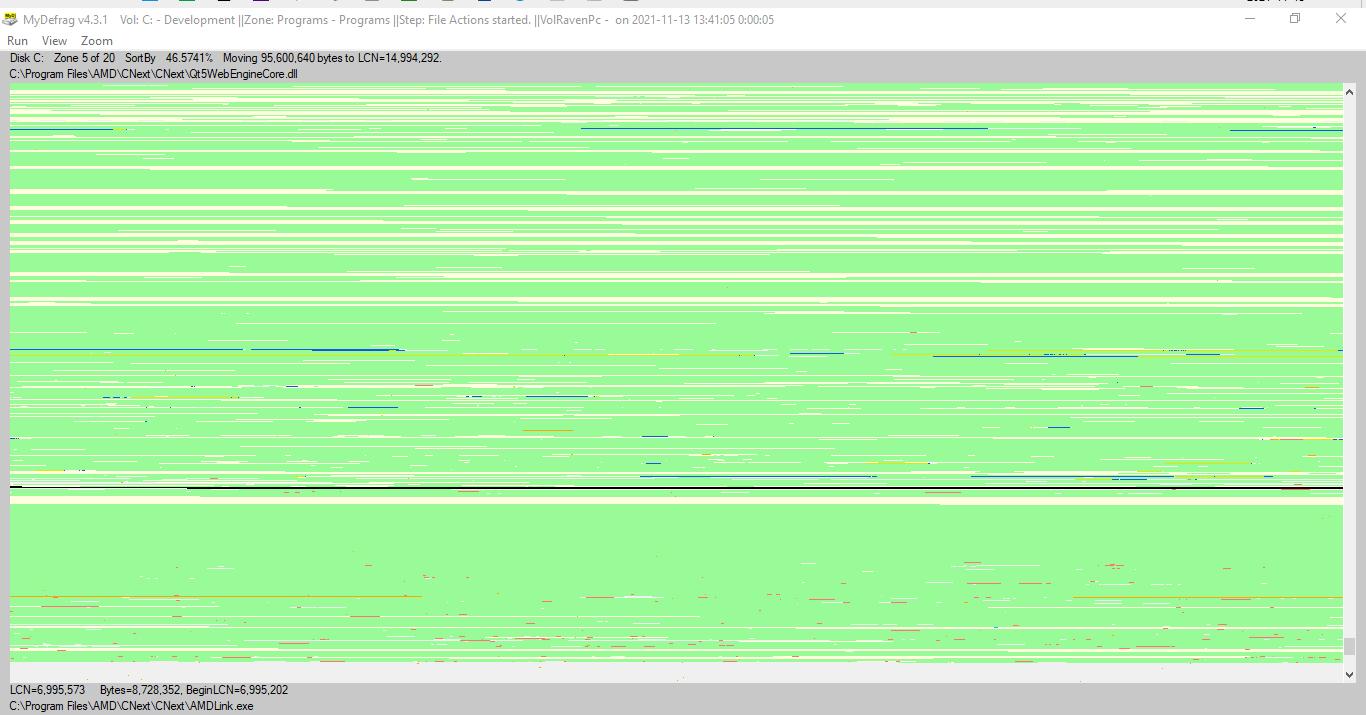 MyDefrag v4.3.1 Vol: C: - Development ||Zone: Programs - Programs ||Step: File Actions started. ||VolRavenPc - on 2021-11-13 13:41:05 0:00:05
Run View Zoom
Disk C: Zone 5 of 20 SortBy 46.5741% Moving 95,600,640 bytes to LCN=14,994,292.
C:\Program Files\AMD\CNext\CNext\Qt5WebEngineCore.dll
LCN=6,995,573 Bytes=8,728,352, BeginLCN=6,995,202
C:\Program Files\AMD\CNext\CNext\AMDLink.exe